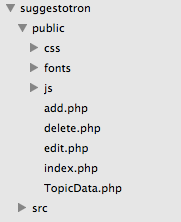 suggestotron
public
css
fonts
js
add.php
delete.php
edit.php
index.php
TopicData.php
src